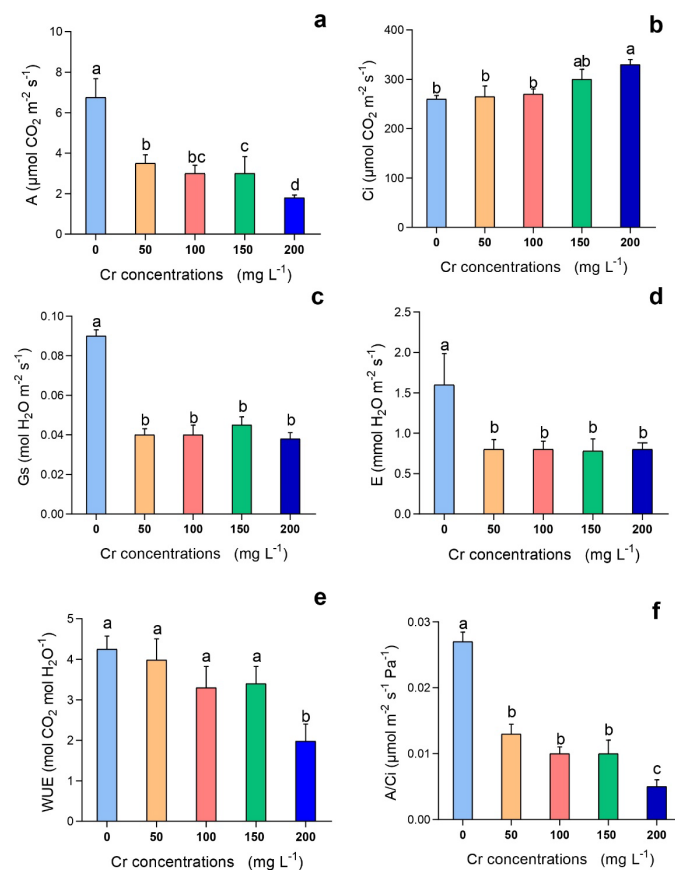 a
A (µmol CO₂ m⁻² s⁻¹)
10
8
6
4
2
0
a
b
bc
c
d
0 50 100 150 200
Cr concentrations (mg L⁻¹)
b
Ci (µmol CO₂ m⁻² s⁻¹)
400
300
200
100
0
b
b
b
ab
a
0 50 100 150 200
Cr concentrations (mg L⁻¹)
c
Gs (mol H₂O m⁻² s⁻¹)
0.10
0.08
0.06
0.04
0.02
0.00
a
b
b
b
b
0 50 100 150 200
Cr concentrations (mg L⁻¹)
d
E (mmol H₂O m⁻² s⁻¹)
2.5
2.0
1.5
1.0
0.5
0.0
a
b
b
b
b
0 50 100 150 200
Cr concentrations (mg L⁻¹)
e
WUE (mol CO₂ mol H₂O⁻¹)
5
4
3
2
1
0
a
a
a
a
b
0 50 100 150 200
Cr concentrations (mg L⁻¹)
f
A/Ci (µmol m⁻² s⁻¹ Pa⁻¹)
0.03
0.02
0.01
0.00
a
b
b
b
c
0 50 100 150 200
Cr concentrations (mg L⁻¹)